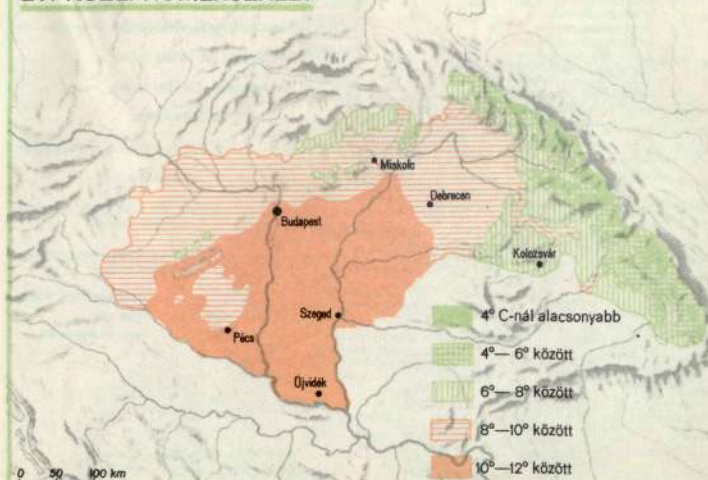 Miskolc
Debrecen
Budapest
Kolozsvár
Szeged
Pécs
Újvidék
4° C-nál alacsonyabb
4°— 6° között
6°— 8° között
8°—10° között
10°—12° között
0 50 100 km